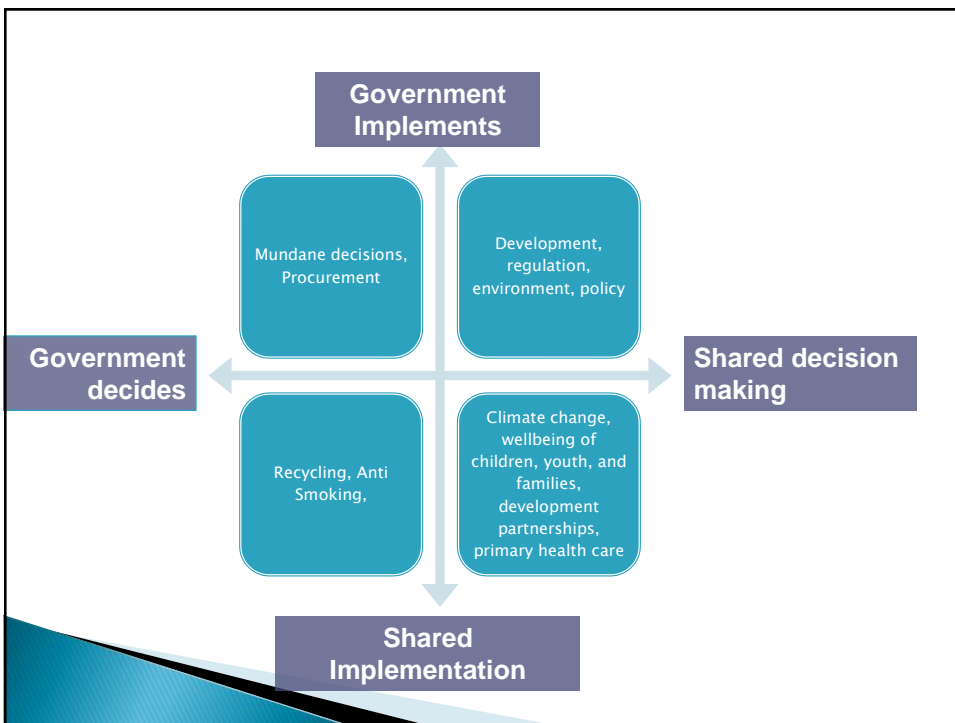 Government
Implements
Mundane decisions,
Procurement
Development,
regulation,
environment, policy
Government
decides
Shared decision
making
Recycling, Anti
Smoking,
Climate change,
wellbeing of
children, youth, and
families,
development
partnerships,
primary health care
Shared
Implementation